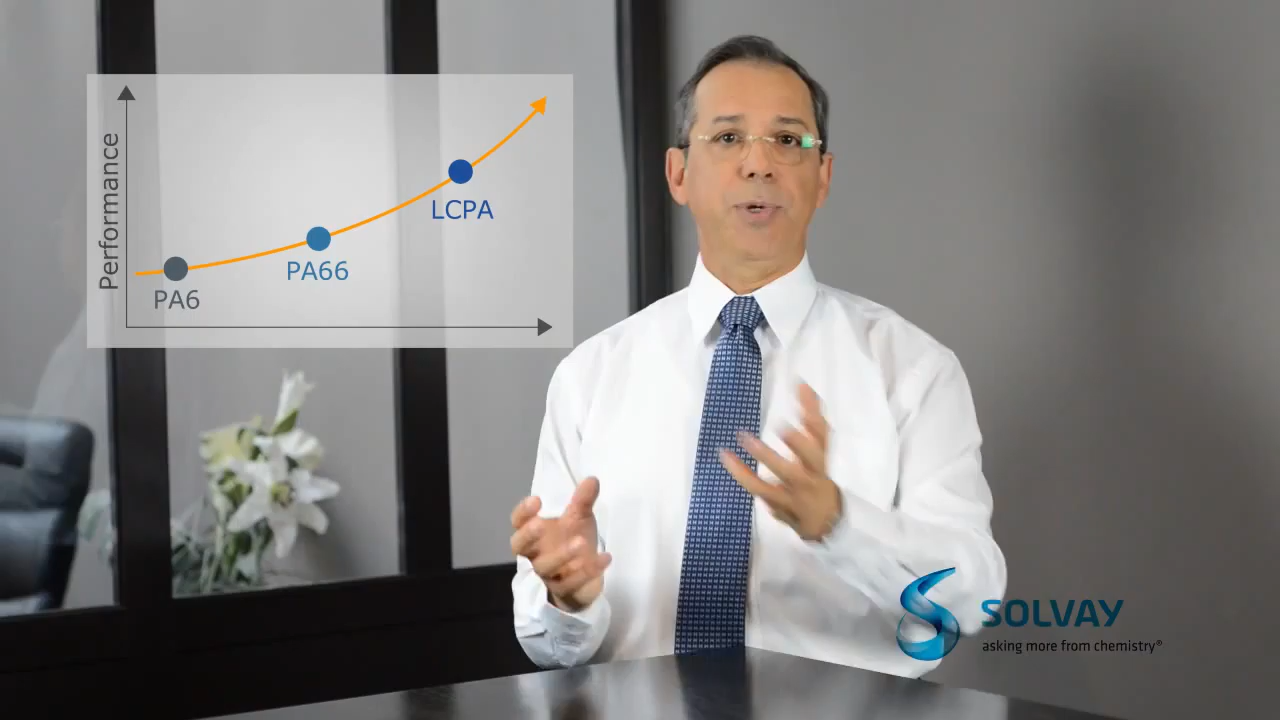 Performance
PA6
PA66
LCPA
SOLVAY
asking more from chemistry®